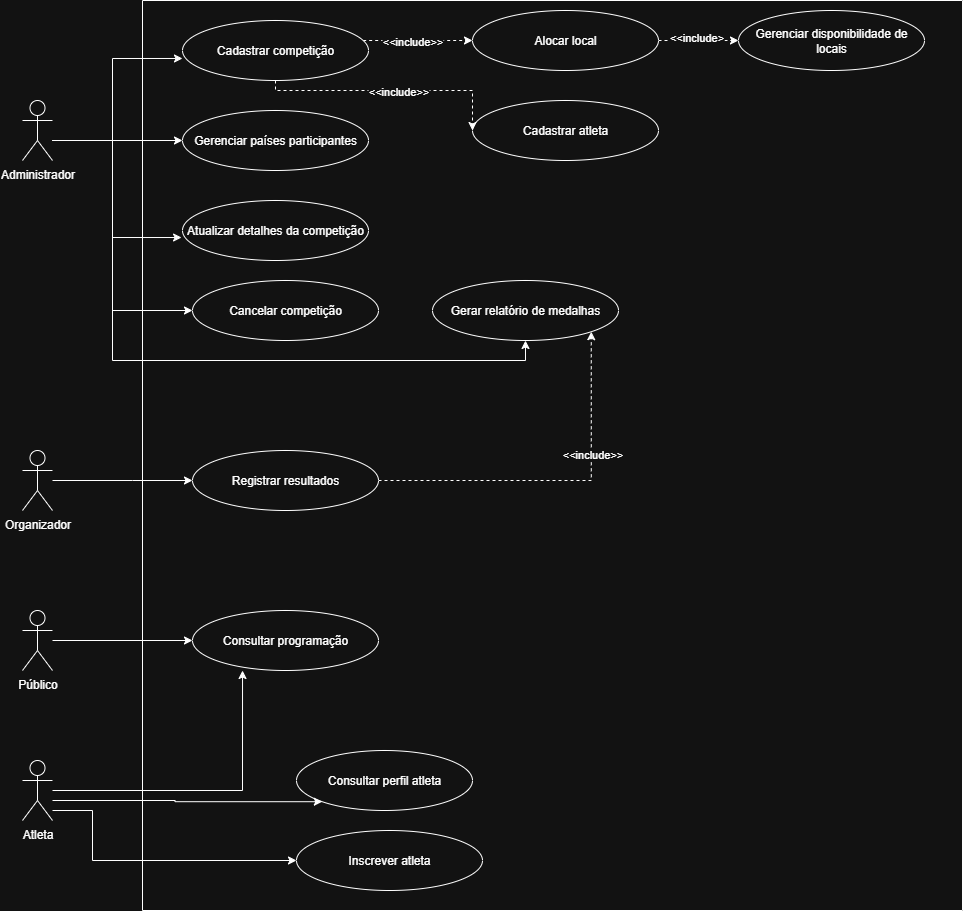 Cadastrar competição
<<include>>
Alocar local
<<include>
Gerenciar disponibilidade de
locais
<<include>>
Cadastrar atleta
Gerenciar países participantes
Administrador
Atualizar detalhes da competição
Cancelar competição
Gerar relatório de medalhas
<<include>>
Registrar resultados
Organizador
Consultar programação
Público
Consultar perfil atleta
Atleta
Inscrever atleta